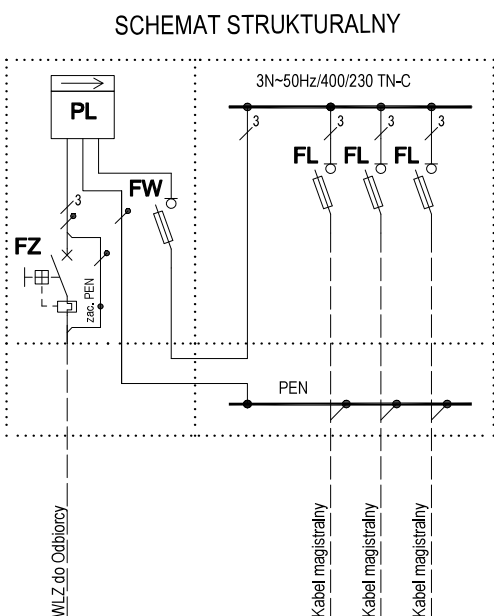 SCHEMAT STRUKTURALNY
3N~50Hz/400/230 TN-C
PL
3
3
3
3
FL
FL
FL
FW
3
FZ
zac. PEN
PEN
WLZ do Odbiorcy
Kabel magistralny
Kabel magistralny
Kabel magistralny